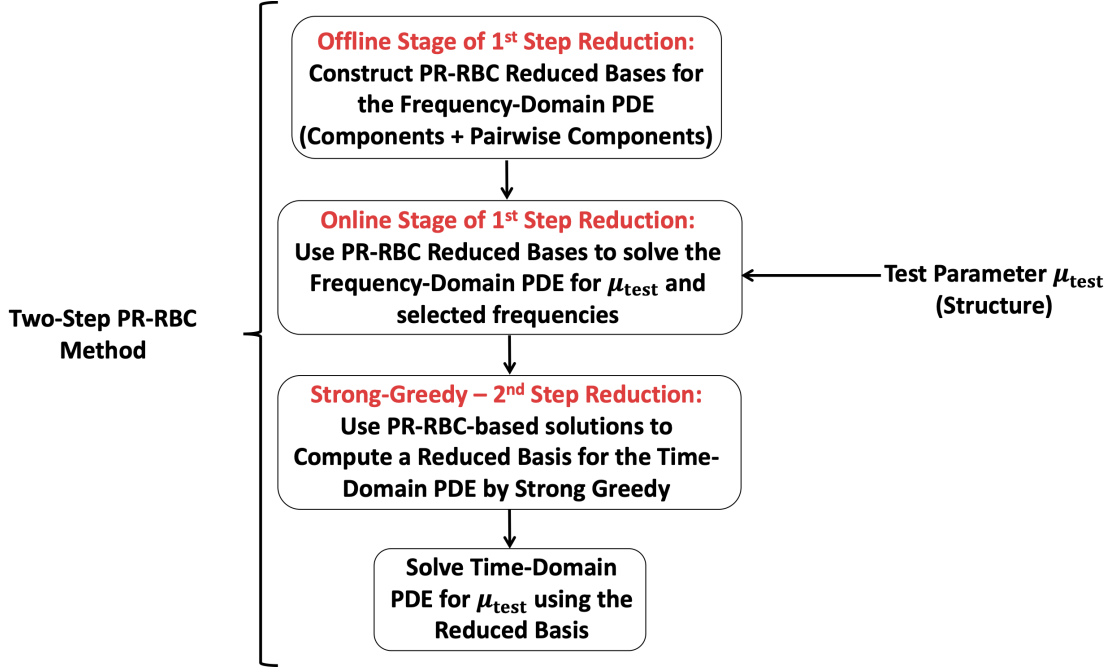 Two-Step PR-RBC
Method
Offline Stage of 1st Step Reduction:
Construct PR-RBC Reduced Bases for
the Frequency-Domain PDE
(Components + Pairwise Components)
Online Stage of 1st Step Reduction:
Use PR-RBC Reduced Bases to solve the
Frequency-Domain PDE for μtest and
selected frequencies
Test Parameter μtest
(Structure)
Strong-Greedy – 2nd Step Reduction:
Use PR-RBC-based solutions to
Compute a Reduced Basis for the Time-
Domain PDE by Strong Greedy
Solve Time-Domain
PDE for μtest using the
Reduced Basis